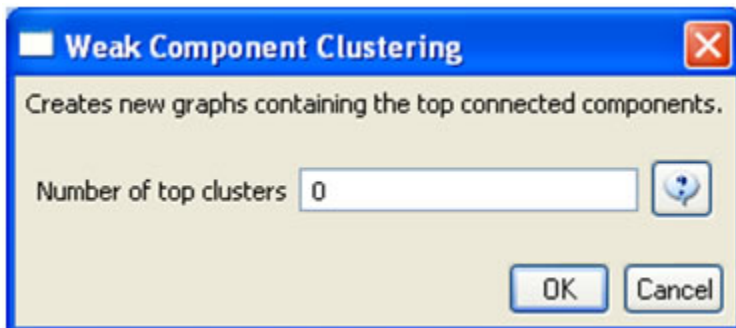 Weak Component Clustering
Creates new graphs containing the top connected components.
Number of top clusters 0
OK Cancel